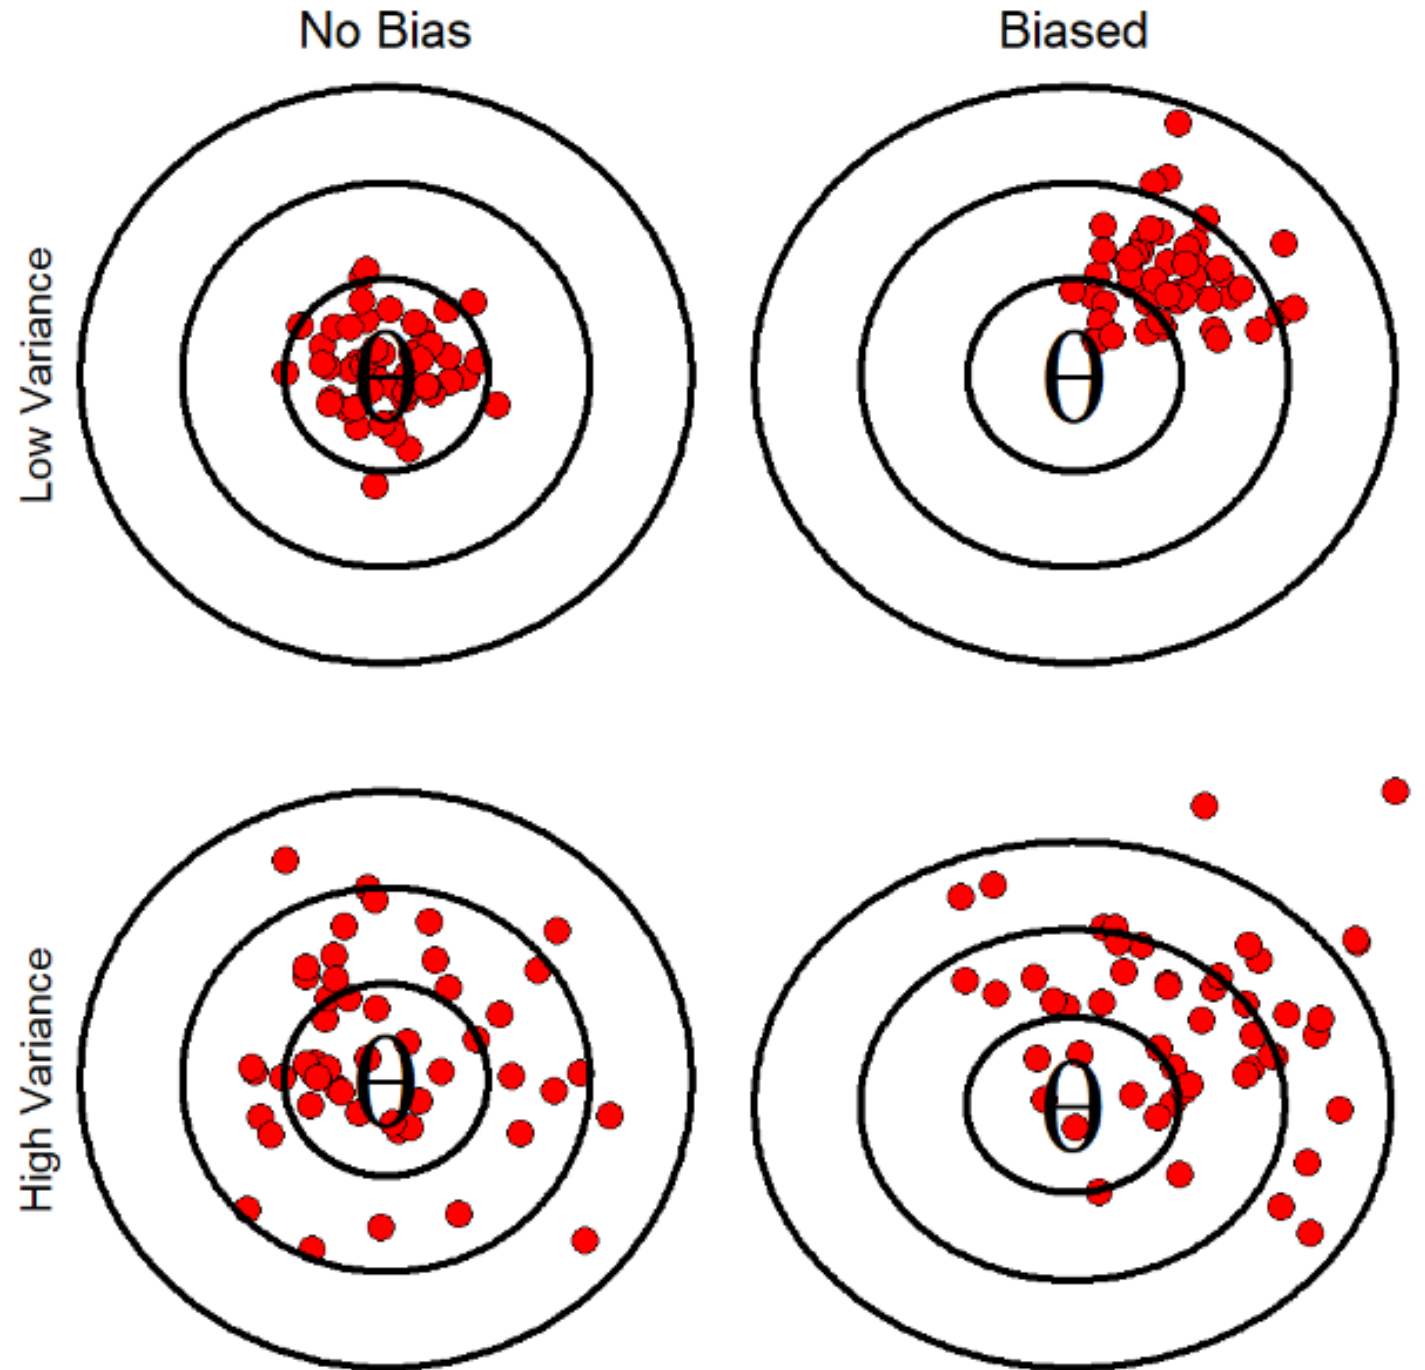 No Bias
Biased
Low Variance
θ
θ
High Variance
θ
θ